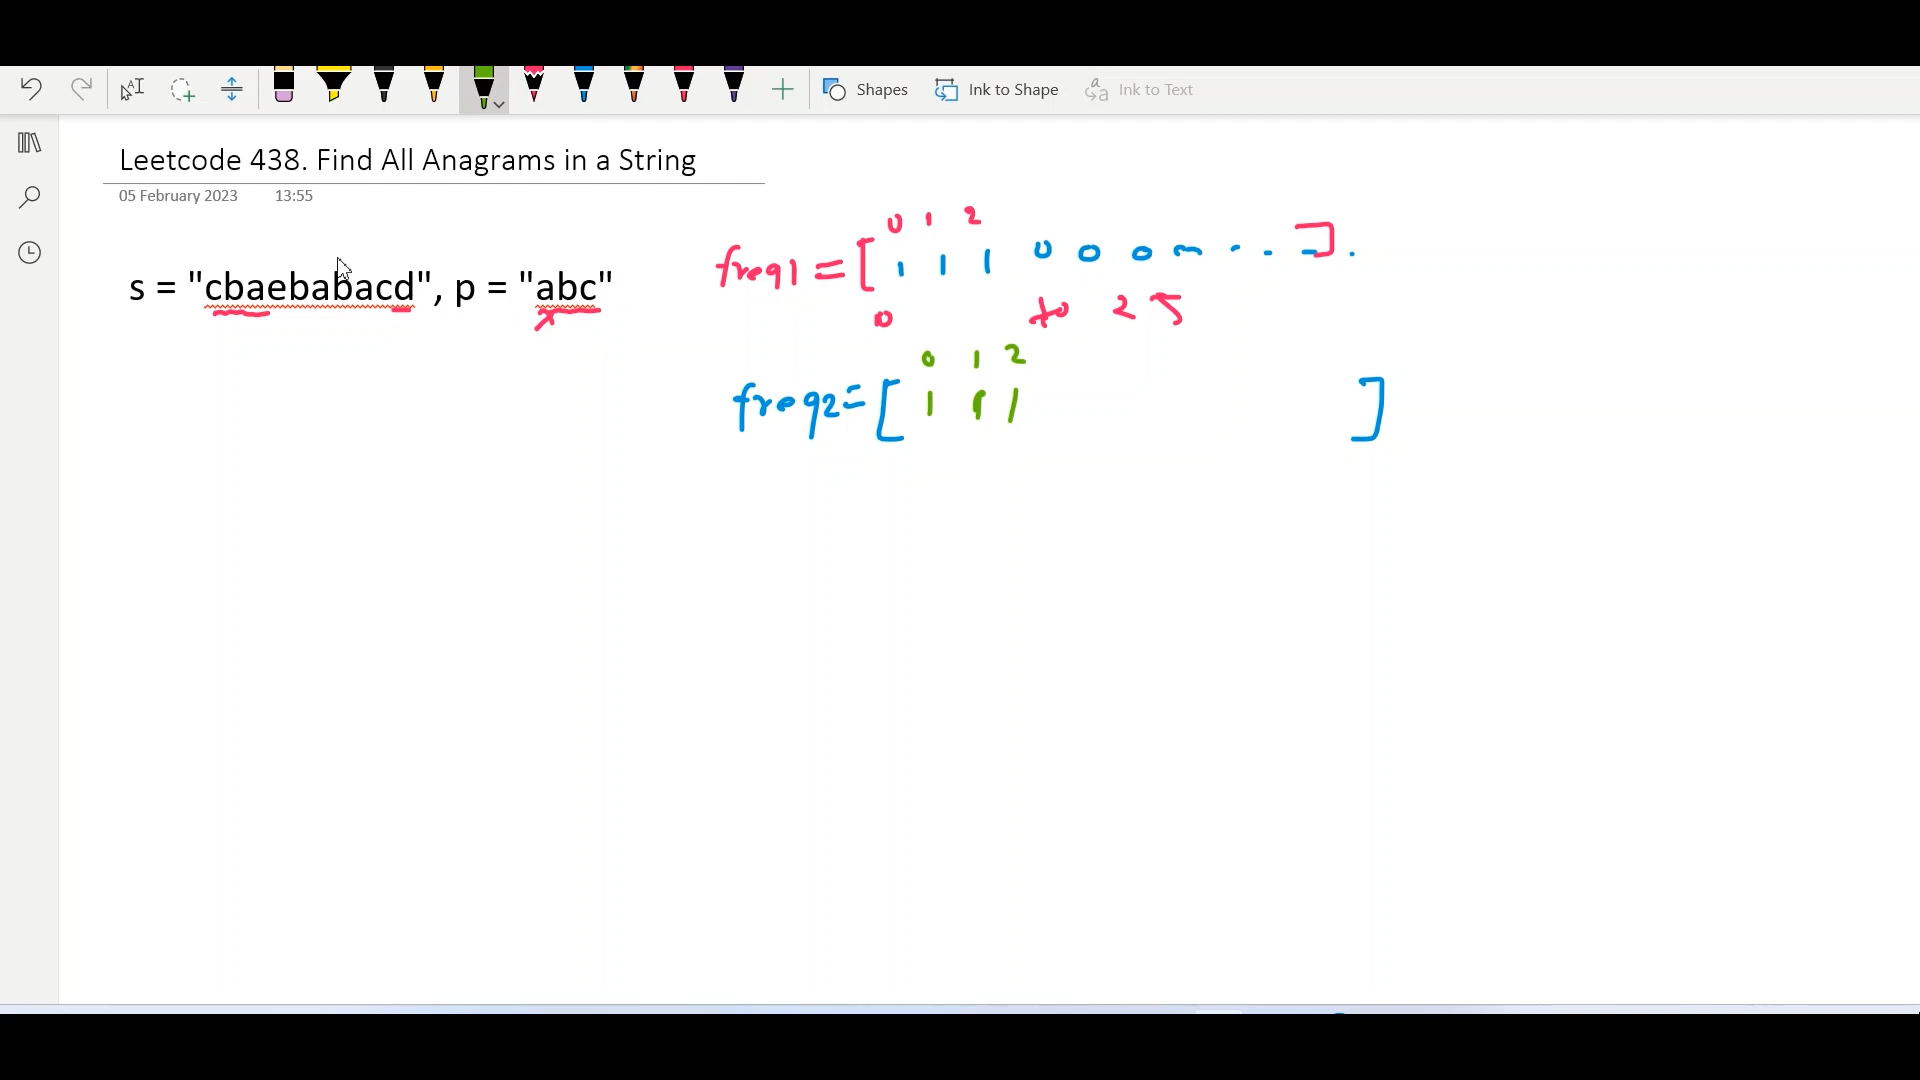 Shapes Ink to Shape Ink to Text
Leetcode 438. Find All Anagrams in a String
05 February 2023 13:55
0 1 2
freq1 = [ 1 1 1 0 0 0 ~ . . - ] .
s = "cbaebabacd", p = "abc"
0 to 25
0 1 2
freq2= [ 1 1 1 ]